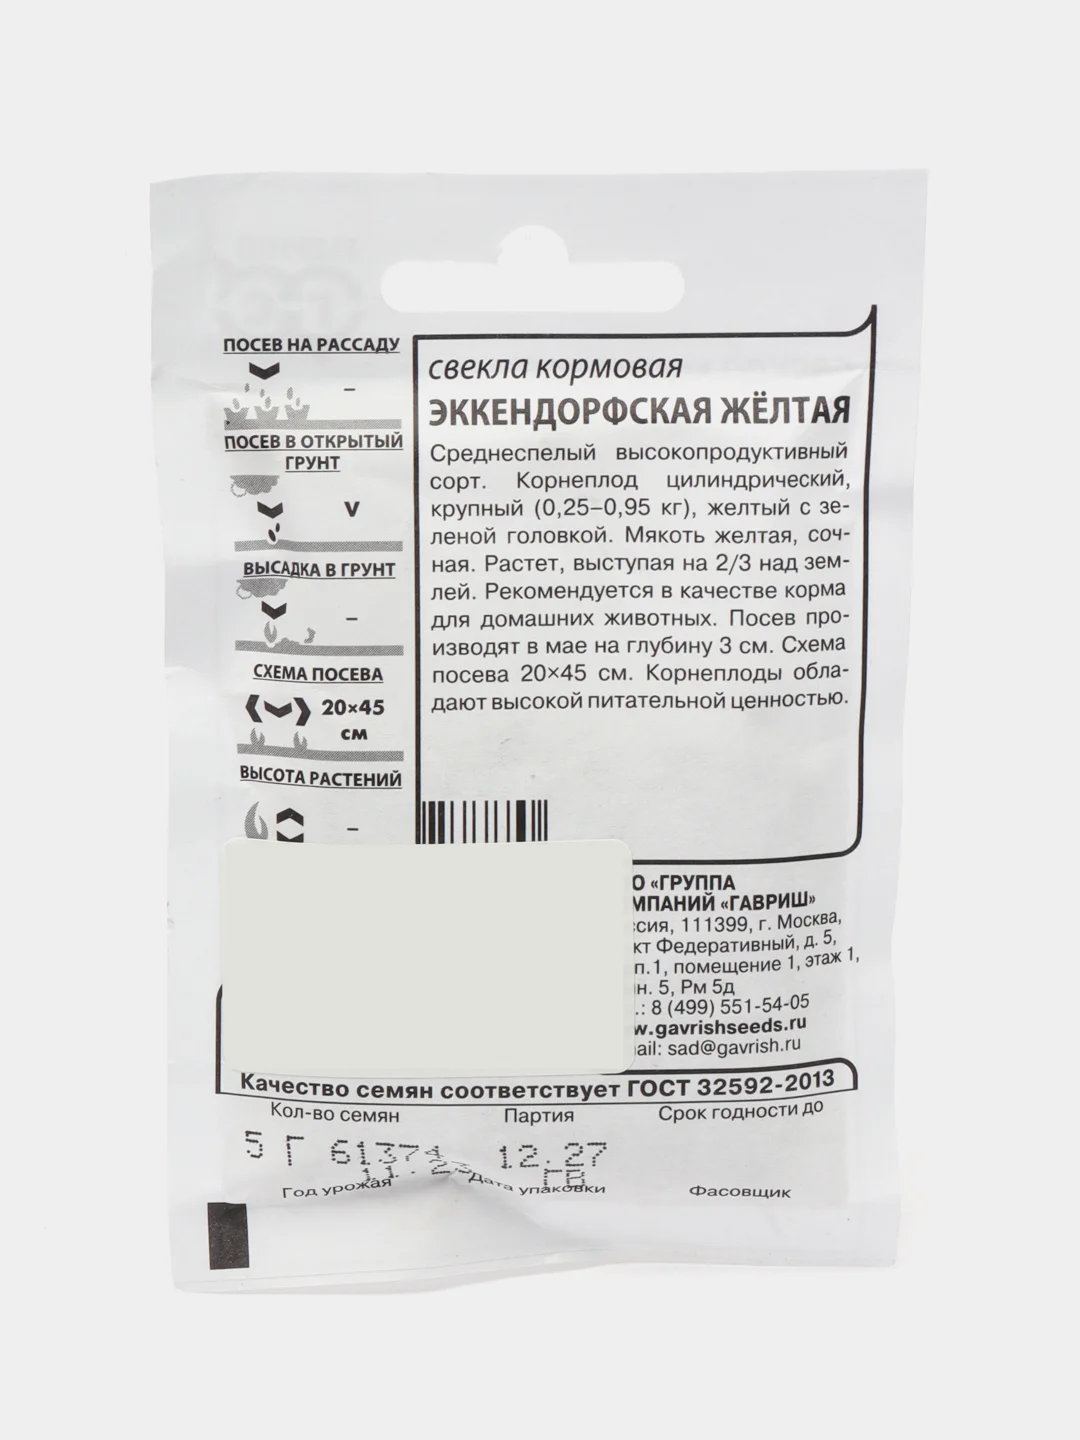 ПОСЕВ НА РАССАДУ
–
ПОСЕВ В ОТКРЫТЫЙ
ГРУНТ
V
ВЫСАДКА В ГРУНТ
–
СХЕМА ПОСЕВА
20×45
см
ВЫСОТА РАСТЕНИЙ
–
свекла кормовая
ЭККЕНДОРФСКАЯ ЖЁЛТАЯ
Среднеспелый высокопродуктивный
сорт. Корнеплод цилиндрический,
крупный (0,25–0,95 кг), желтый с зе-
леной головкой. Мякоть желтая, соч-
ная. Растет, выступая на 2/3 над зем-
лей. Рекомендуется в качестве корма
для домашних животных. Посев про-
изводят в мае на глубину 3 см. Схема
посева 20×45 см. Корнеплоды обла-
дают высокой питательной ценностью.
О «ГРУППА
МПАНИЙ «ГАВРИШ»
сия, 111399, г. Москва,
кт Федеративный, д. 5,
п.1, помещение 1, этаж 1,
н. 5, Рм 5д
.: 8 (499) 551-54-05
w.gavrishseeds.ru
ail: sad@gavrish.ru
Качество семян соответствует ГОСТ 32592-2013
Кол-во семян Партия Срок годности до
5 Г 61374 12.27
Год урожая Дата упаковки Фасовщик